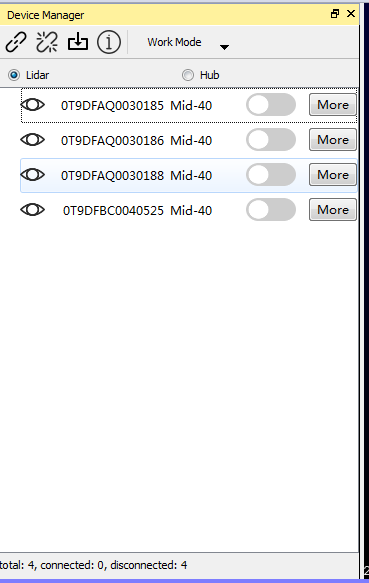 Device Manager
Work Mode
Lidar Hub
0T9DFAQ0030185 Mid-40 More
0T9DFAQ0030186 Mid-40 More
0T9DFAQ0030188 Mid-40 More
0T9DFBC0040525 Mid-40 More
total: 4, connected: 0, disconnected: 4